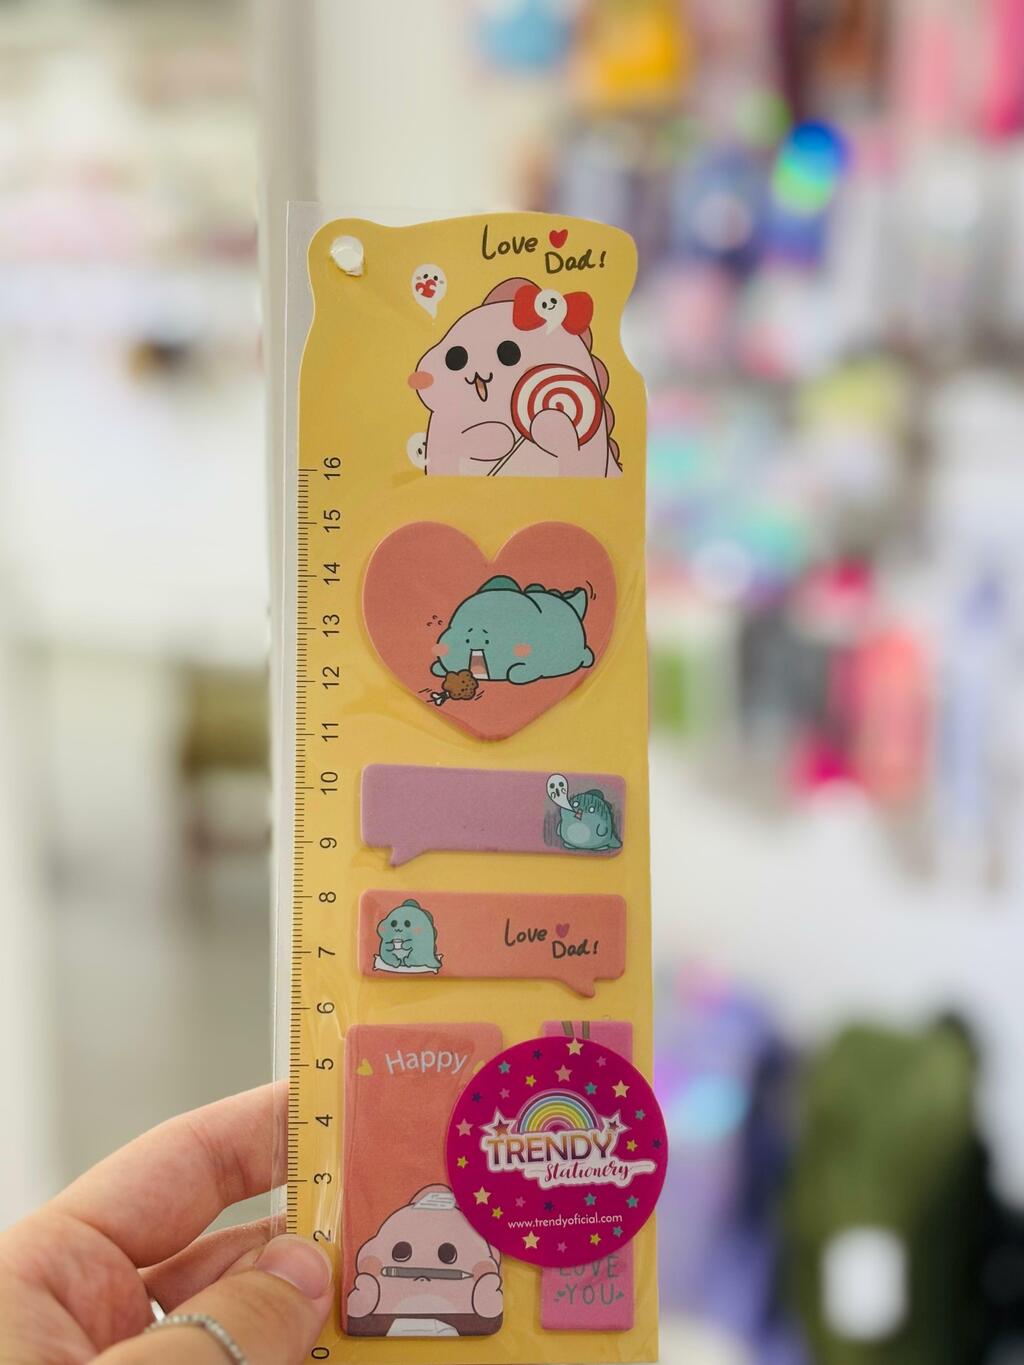 Love
Dad!
16
15
14
13
12
11
10
9
8
7
6
5
4
3
2
0
Love
Dad!
Happy
TRENDY
Stationery
www.trendyoficial.com
LOVE
YOU